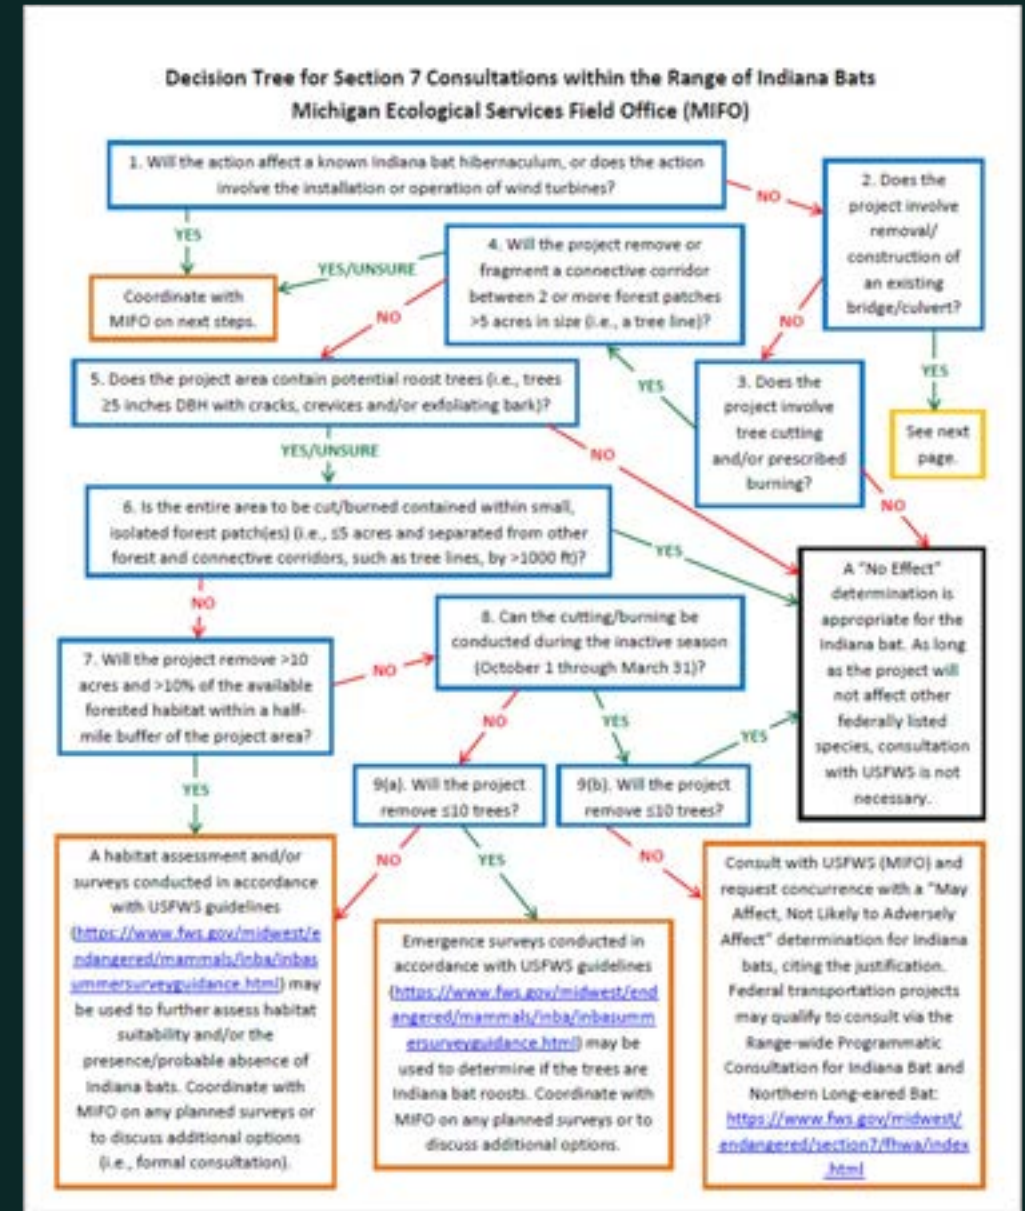 Decision Tree for Section 7 Consultations within the Range of Indiana Bats
Michigan Ecological Services Field Office (MIFO)
1. Will the action affect a known Indiana bat hibernaculum, or does the action
involve the installation or operation of wind turbines?
NO
2. Does the
project involve
removal/
construction of
an existing
bridge/culvert?
YES
4. Will the project remove or
fragment a connective corridor
between 2 or more forest patches
>5 acres in size (i.e., a tree line)?
YES/UNSURE
Coordinate with
MIFO on next steps.
NO
NO
YES
5. Does the project area contain potential roost trees (i.e., trees
≥5 inches DBH with cracks, crevices and/or exfoliating bark)?
YES
3. Does the
project involve
tree cutting
and/or prescribed
burning?
See next
page.
YES/UNSURE
NO
NO
6. Is the entire area to be cut/burned contained within small,
isolated forest patch(es) (i.e., ≤5 acres and separated from other
forest and connective corridors, such as tree lines, by >1000 ft)?
YES
A "No Effect"
determination is
appropriate for the
Indiana bat. As long
as the project will
not affect other
federally listed
species, consultation
with USFWS is not
necessary.
NO
8. Can the cutting/burning be
conducted during the inactive season
(October 1 through March 31)?
7. Will the project remove >10
acres and >10% of the available
forested habitat within a half-
mile buffer of the project area?
NO
NO
YES
YES
YES
9(a). Will the project
remove ≤10 trees?
9(b). Will the project
remove ≤10 trees?
NO
YES
NO
A habitat assessment and/or
surveys conducted in accordance
with USFWS guidelines
(https://www.fws.gov/midwest/e
ndangered/mammals/inba/inbas
ummersurveyguidance.html) may
be used to further assess habitat
suitability and/or the
presence/probable absence of
Indiana bats. Coordinate with
MIFO on any planned surveys or
to discuss additional options
(i.e., formal consultation).
Emergence surveys conducted in
accordance with USFWS guidelines
(https://www.fws.gov/midwest/end
angered/mammals/inba/inbasumm
ersurveyguidance.html) may be
used to determine if the trees are
Indiana bat roosts. Coordinate with
MIFO on any planned surveys or to
discuss additional options.
Consult with USFWS (MIFO) and
request concurrence with a "May
Affect, Not Likely to Adversely
Affect" determination for Indiana
bats, citing the justification.
Federal transportation projects
may qualify to consult via the
Range-wide Programmatic
Consultation for Indiana Bat and
Northern Long-eared Bat:
https://www.fws.gov/midwest/
endangered/section7/fhwa/index
.html